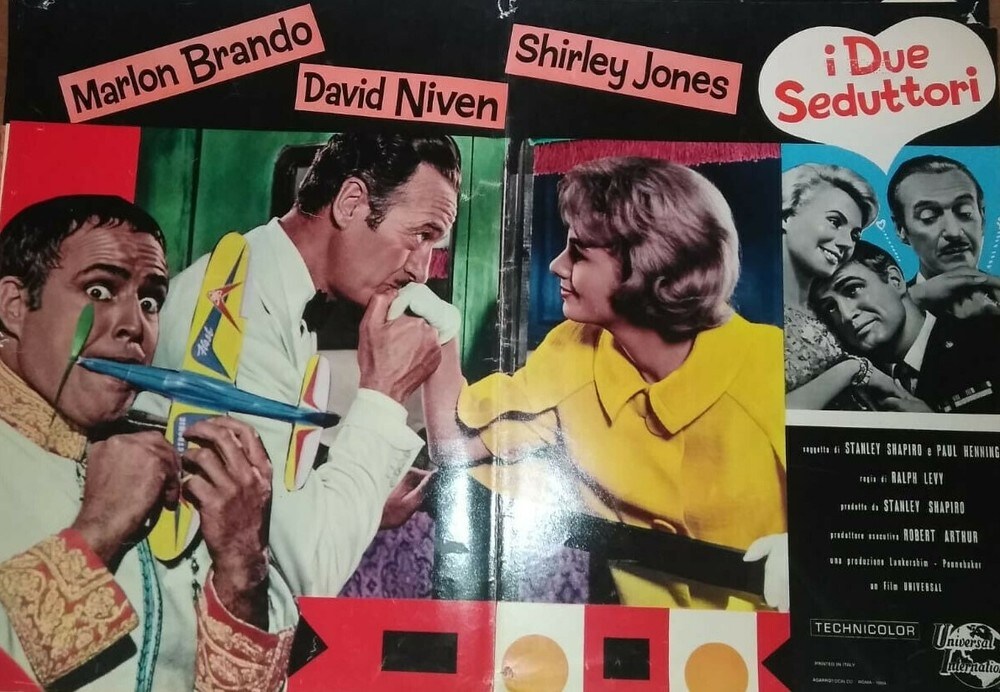 Marlon Brando
David Niven
Shirley Jones
i Due
Seduttori
soggetto di STANLEY SHAPIRO e PAUL HENNING
regia di RALPH LEVY
prodotto da STANLEY SHAPIRO
produttore esecutivo ROBERT ARTHUR
una produzione Lankershim - Pennebaker
un Film UNIVERSAL
TECHNICOLOR
Universal
Internatio
PRINTED IN ITALY
ROMA